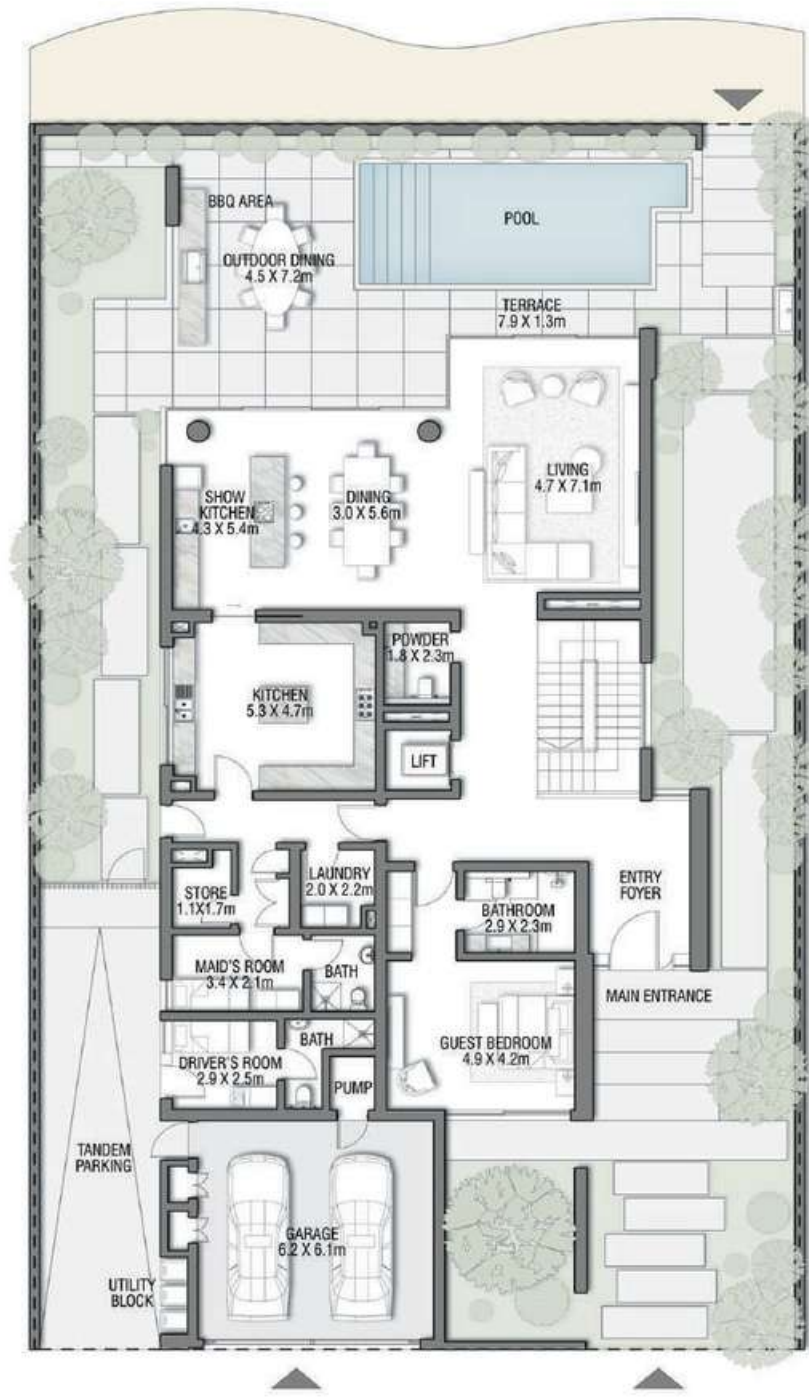 BBQ AREA
POOL
OUTDOOR DINING
4.5 X 7.2m
TERRACE
7.9 X 1.3m
LIVING
4.7 X 7.1m
SHOW
KITCHEN
4.3 X 5.4m
DINING
3.0 X 5.6m
POWDER
1.8 X 2.3m
KITCHEN
5.3 X 4.7m
LIFT
LAUNDRY
2.0 X 2.2m
ENTRY
FOYER
STORE
1.1X1.7m
BATHROOM
2.9 X 2.3m
MAID'S ROOM
3.4 X 2.1m
BATH
MAIN ENTRANCE
BATH
GUEST BEDROOM
4.9 X 4.2m
DRIVER'S ROOM
2.9 X 2.5m
PUMP
TANDEM
PARKING
GARAGE
6.2 X 6.1m
UTILITY
BLOCK